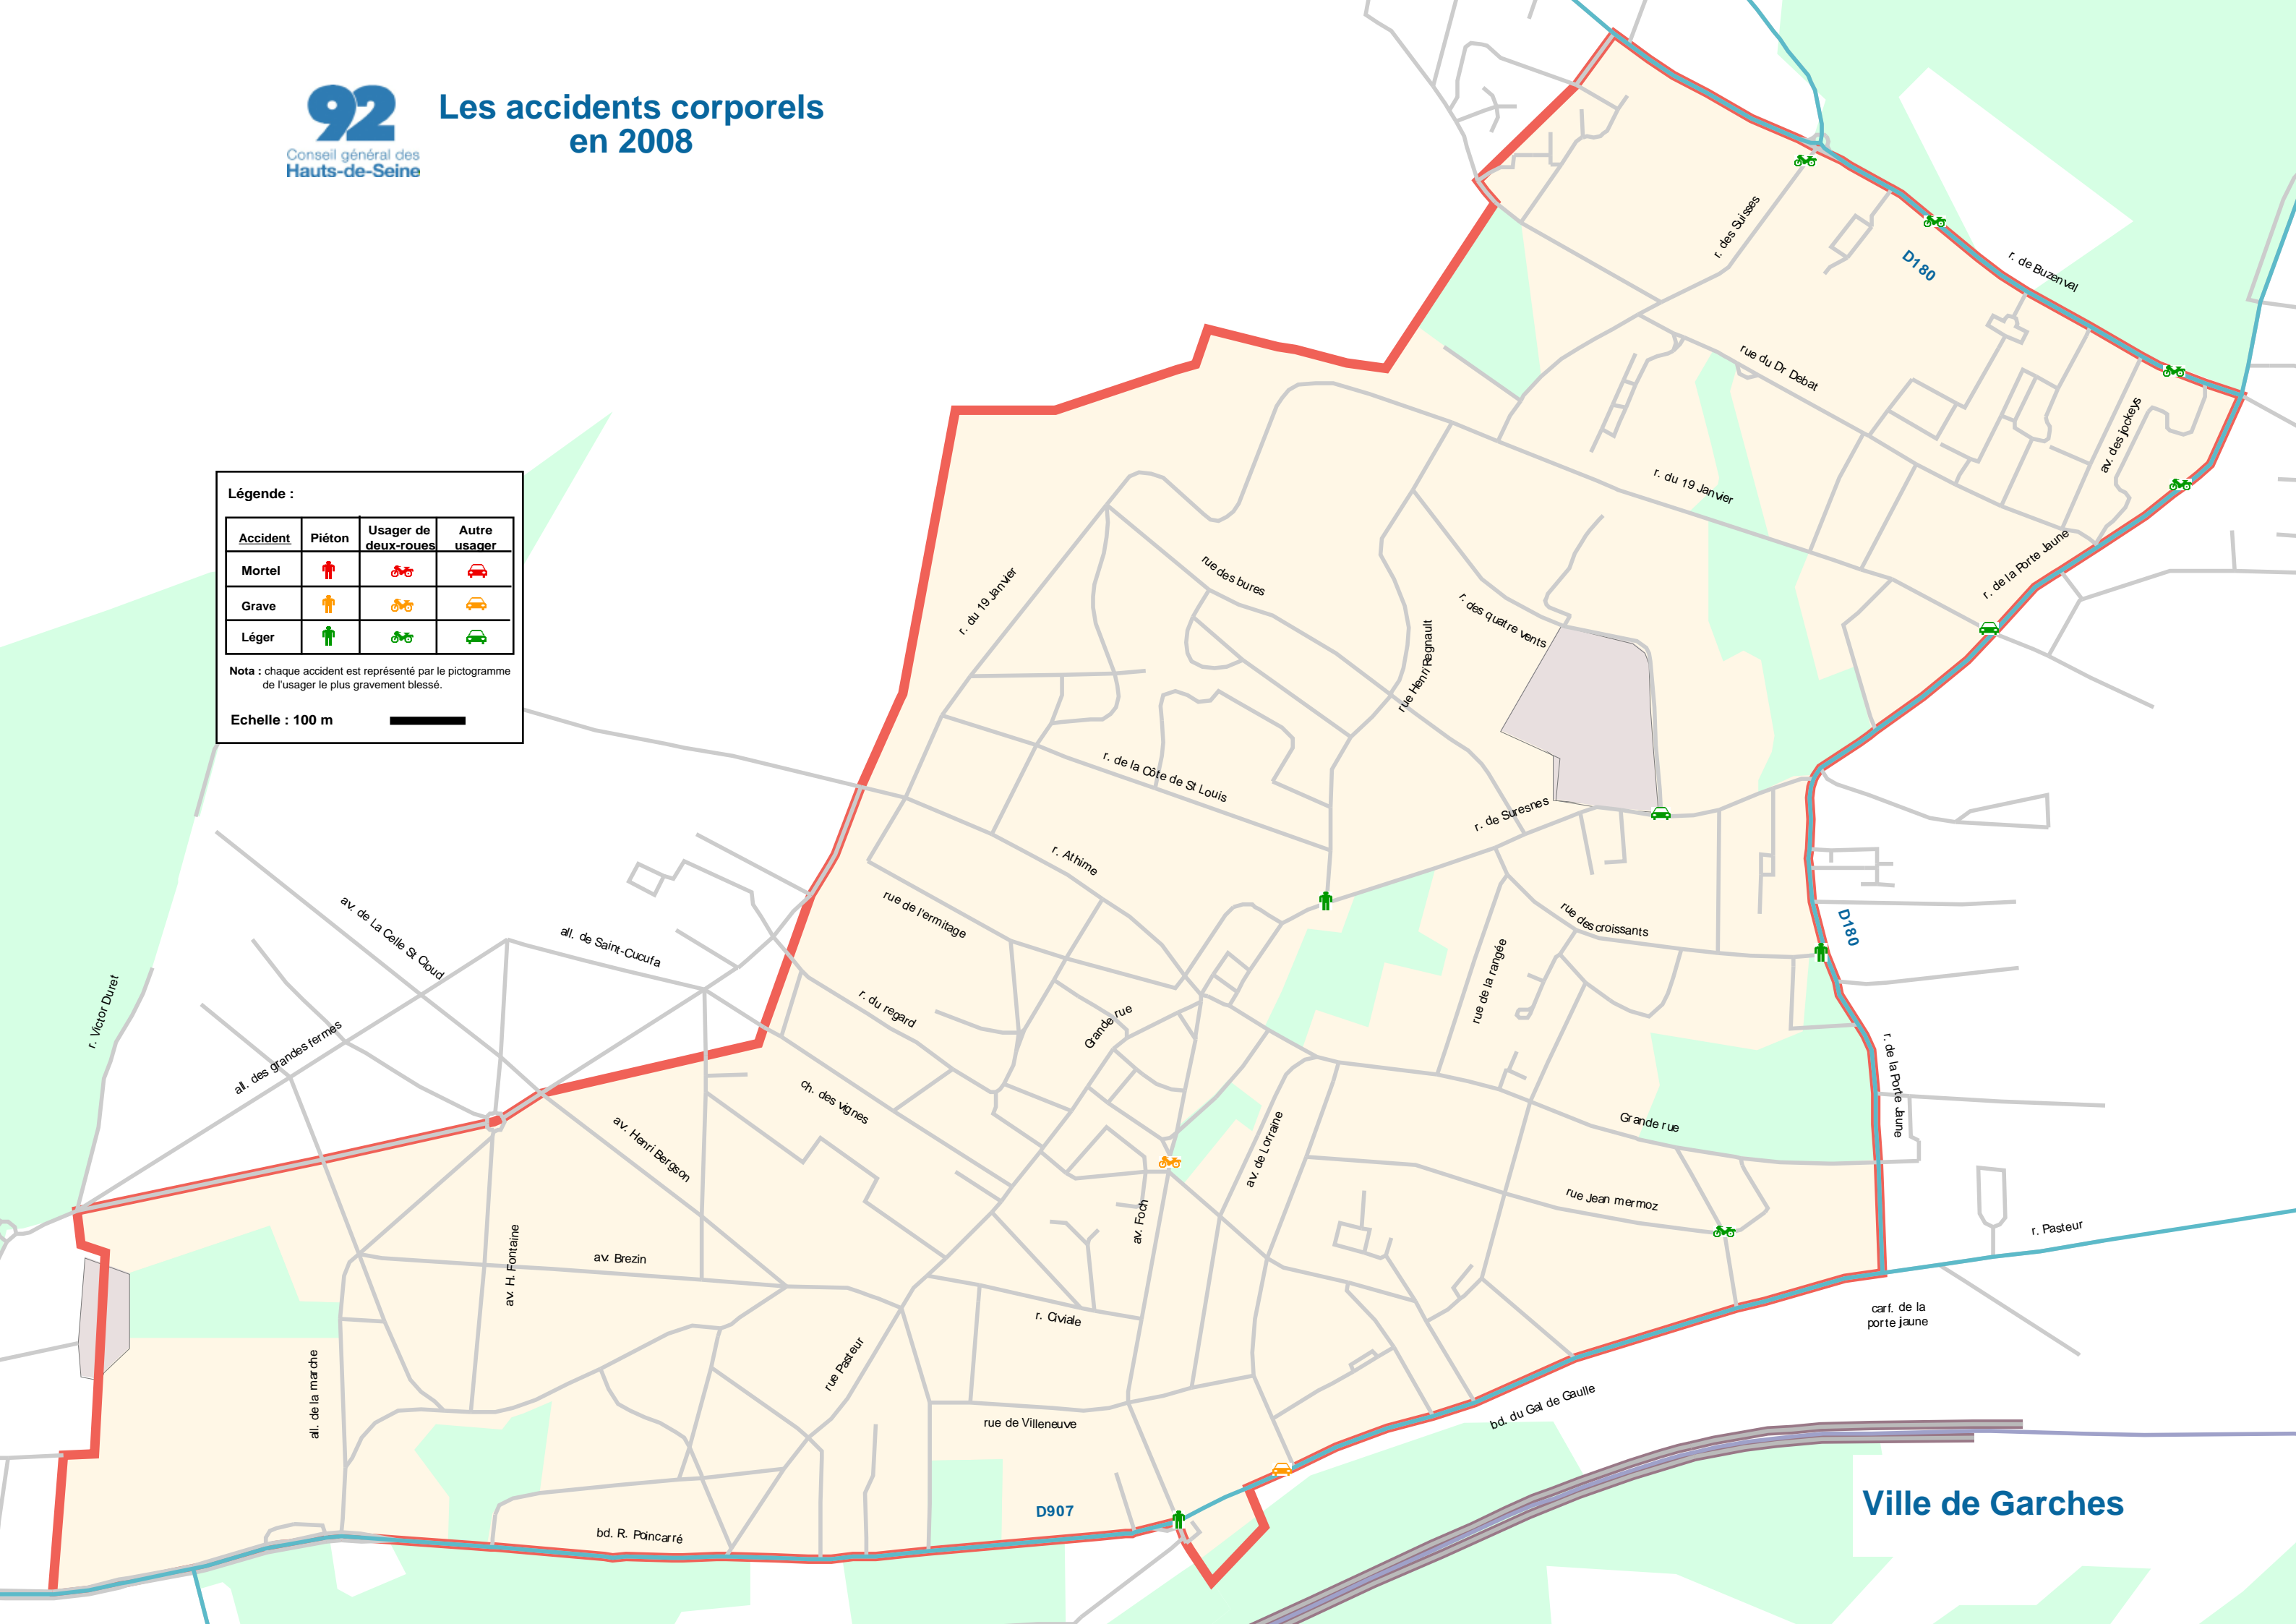 92
Conseil général des
Hauts-de-Seine
Les accidents corporels
en 2008
r. des Suisses
D180
r. de Buzenval
rue du Dr Debat
av. des jockeys
r. du 19 Janvier
r. de la Porte Jaune
Légende :
Accident
Piéton
Usager de
deux-roues
Autre
usager
Mortel
Grave
Léger
Nota : chaque accident est représenté par le pictogramme
de l'usager le plus gravement blessé.
Echelle : 100 m
r. du 19 Janvier
rue des bures
r. des quatre vents
rue Henri Regnault
r. de la Côte de St Louis
r. de Suresnes
r. Athime
rue de l'ermitage
av. de La Celle St Cloud
all. de Saint-Cucufa
rue des croissants
D180
rue de la rangée
r. Victor Duret
all. des grandes fermes
r. du regard
Grande rue
r. de la Porte Jaune
ch. des vignes
av. Henri Bergson
av. de Lorraine
Grande rue
rue Jean mermoz
av. Foch
r. Pasteur
av. H. Fontaine
av. Brezin
r. Civiale
carf. de la
porte jaune
rue Pasteur
all. de la marche
rue de Villeneuve
bd. du Gal de Gaulle
D907
bd. R. Poincarré
Ville de Garches